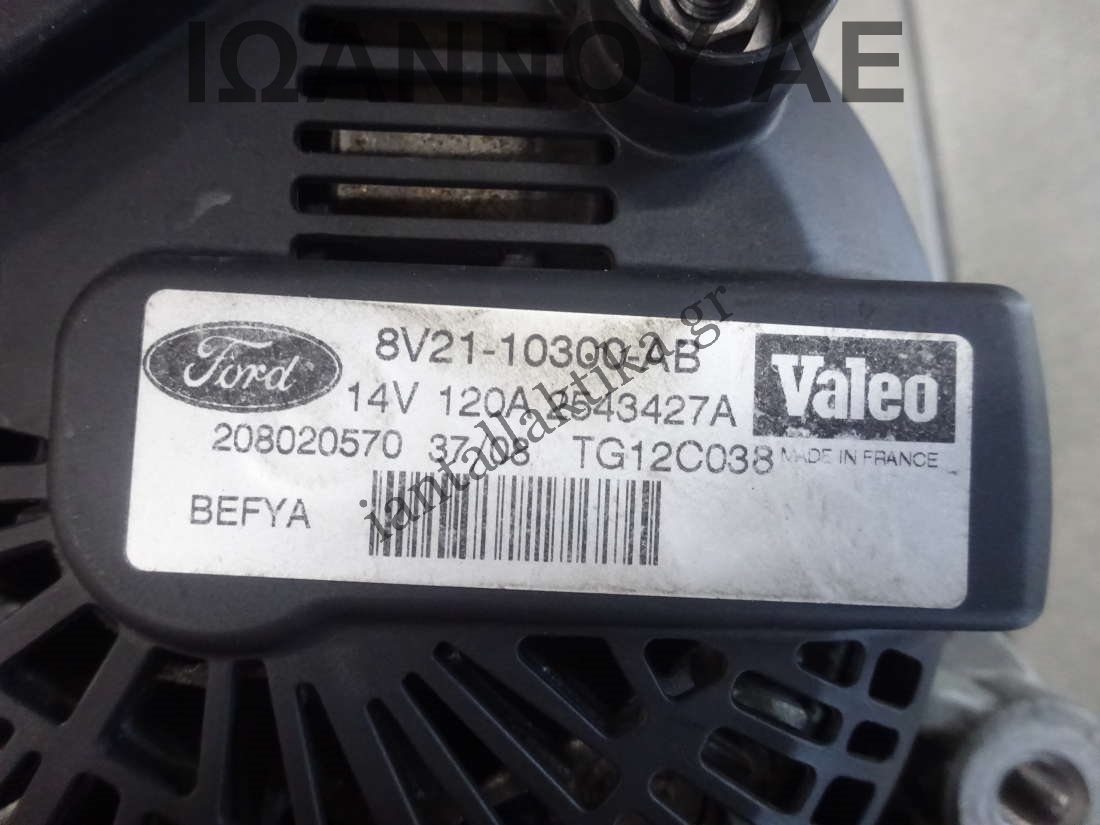 ΙΩΑΝΝΟΥ ΑΕ
Ford
8V21-10300-AB
Valeo
14V 120A 2543427A
208020570 37/08 TG12C038
MADE IN FRANCE
BEFYA
iantallaktika.gr